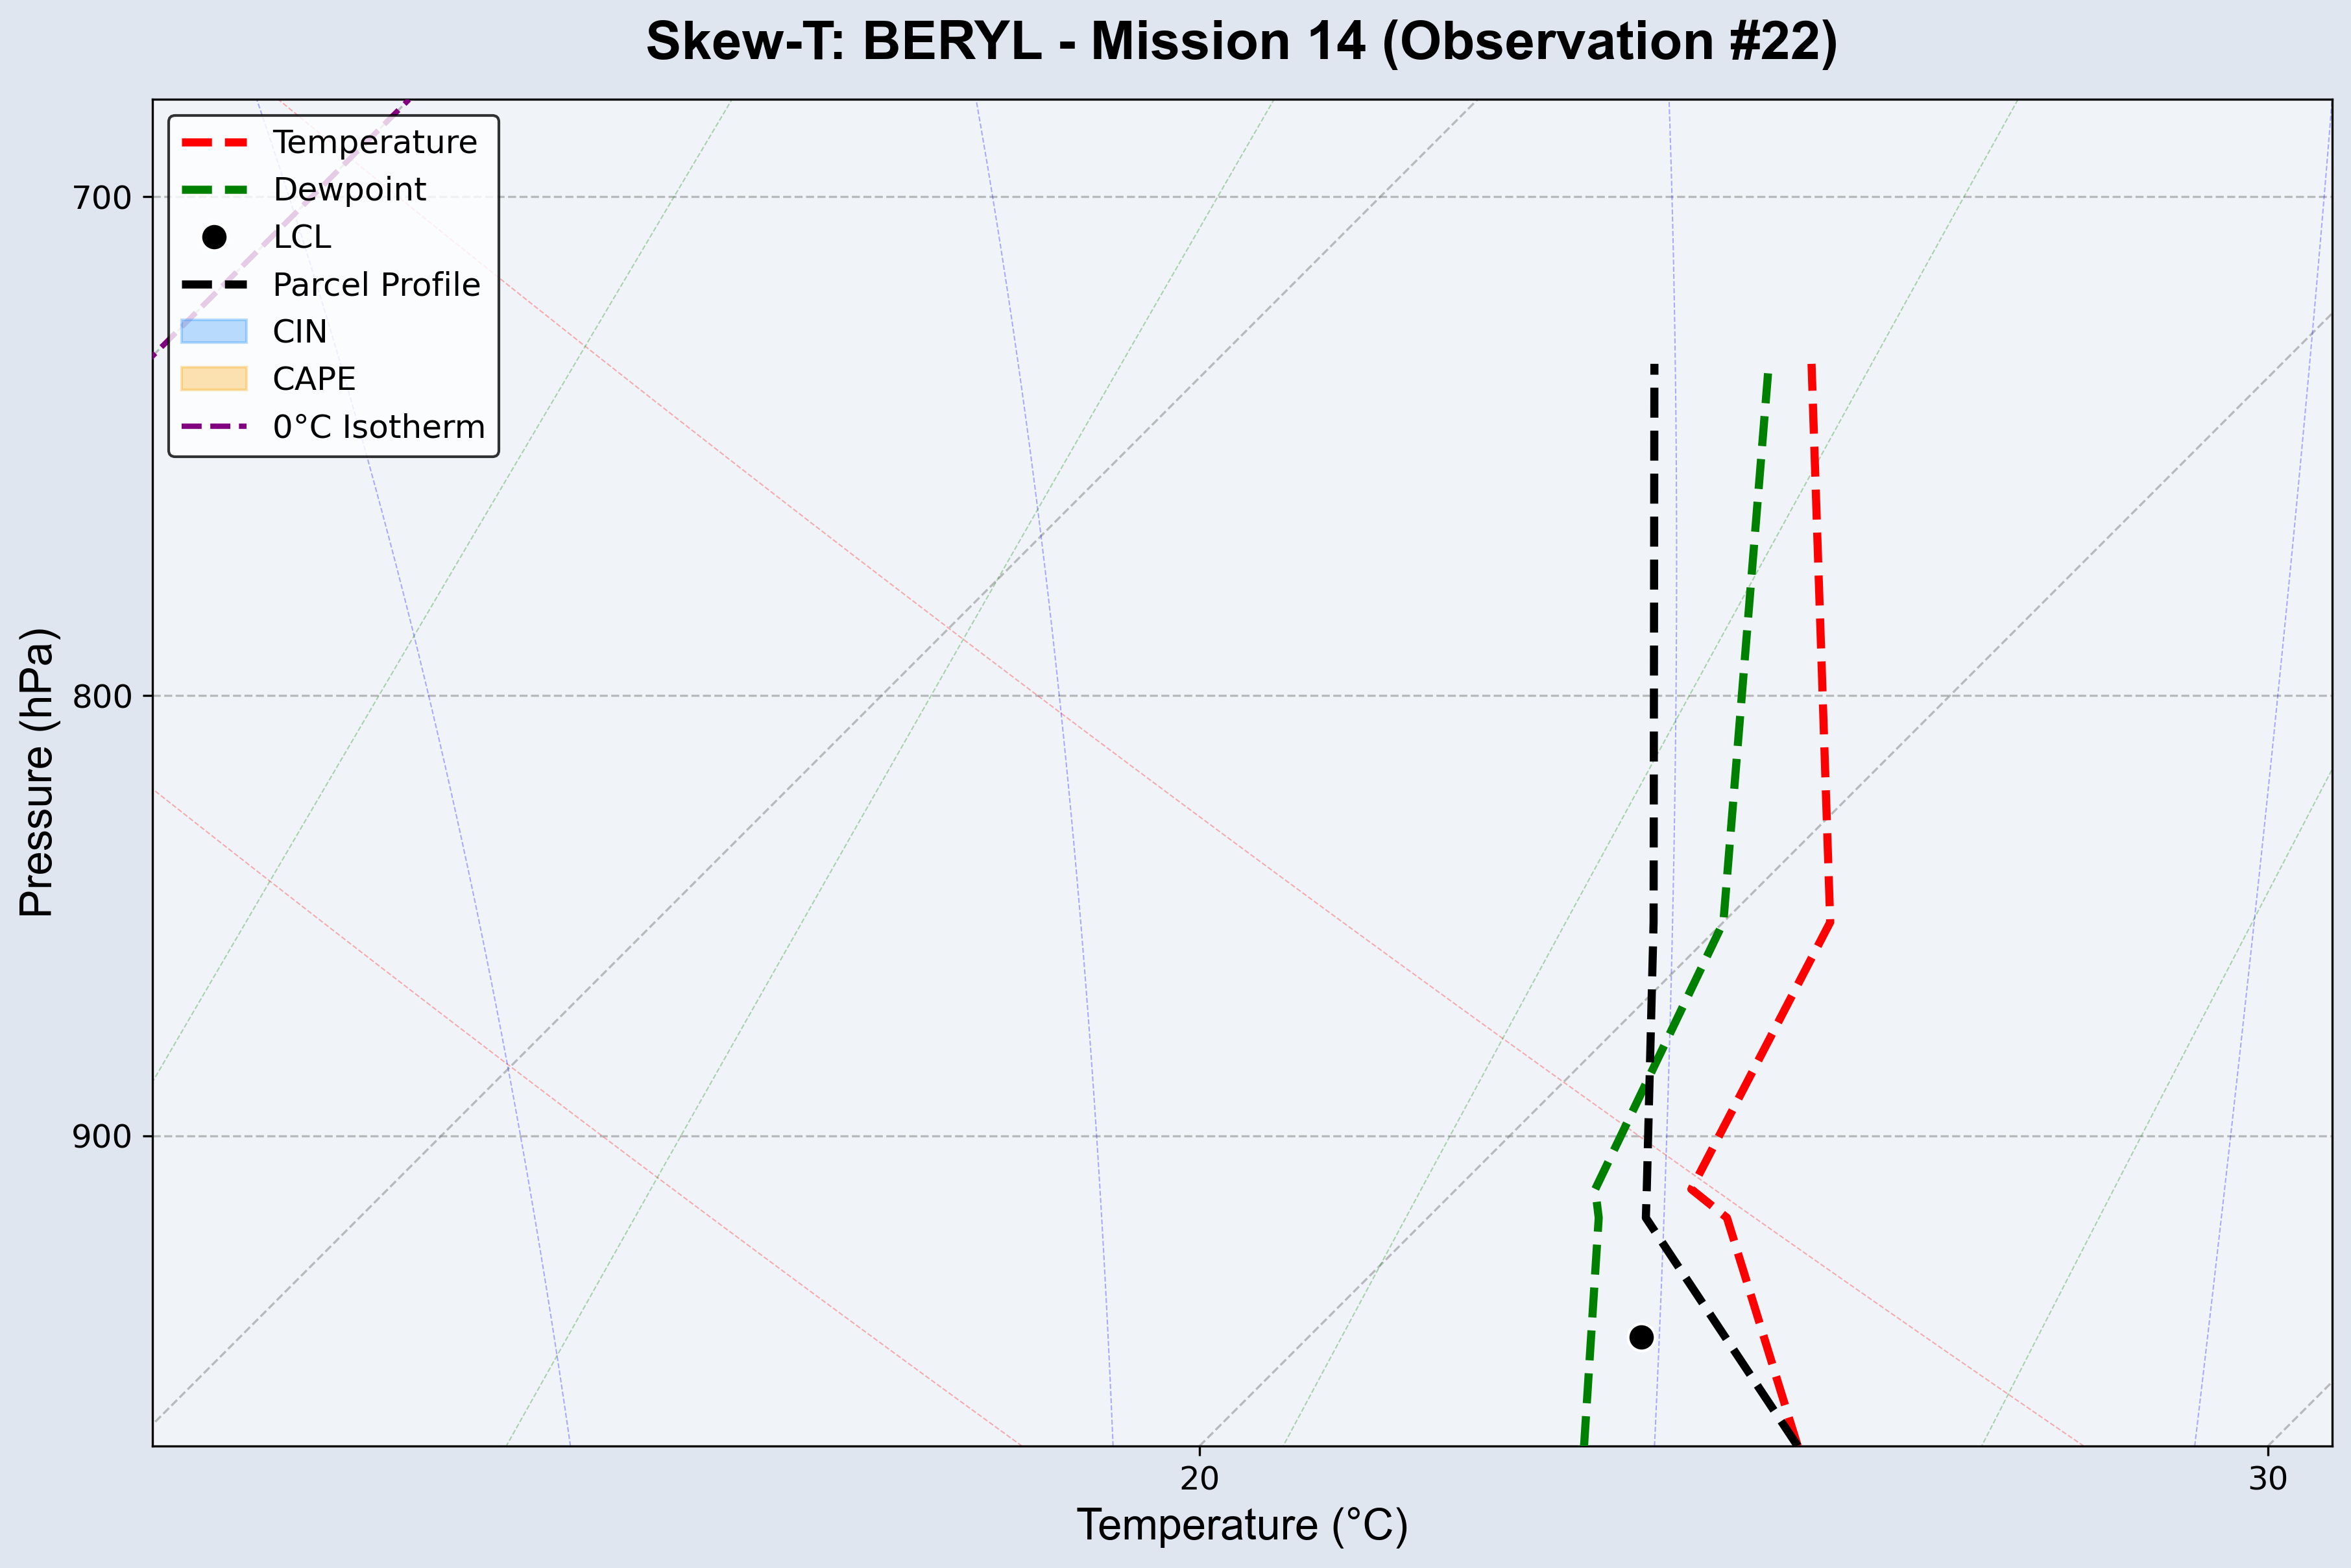 Skew-T: BERYL - Mission 14 (Observation #22)
Temperature
Dewpoint
LCL
Parcel Profile
CIN
CAPE
0°C Isotherm
700
800
900
Pressure (hPa)
20
30
Temperature (°C)